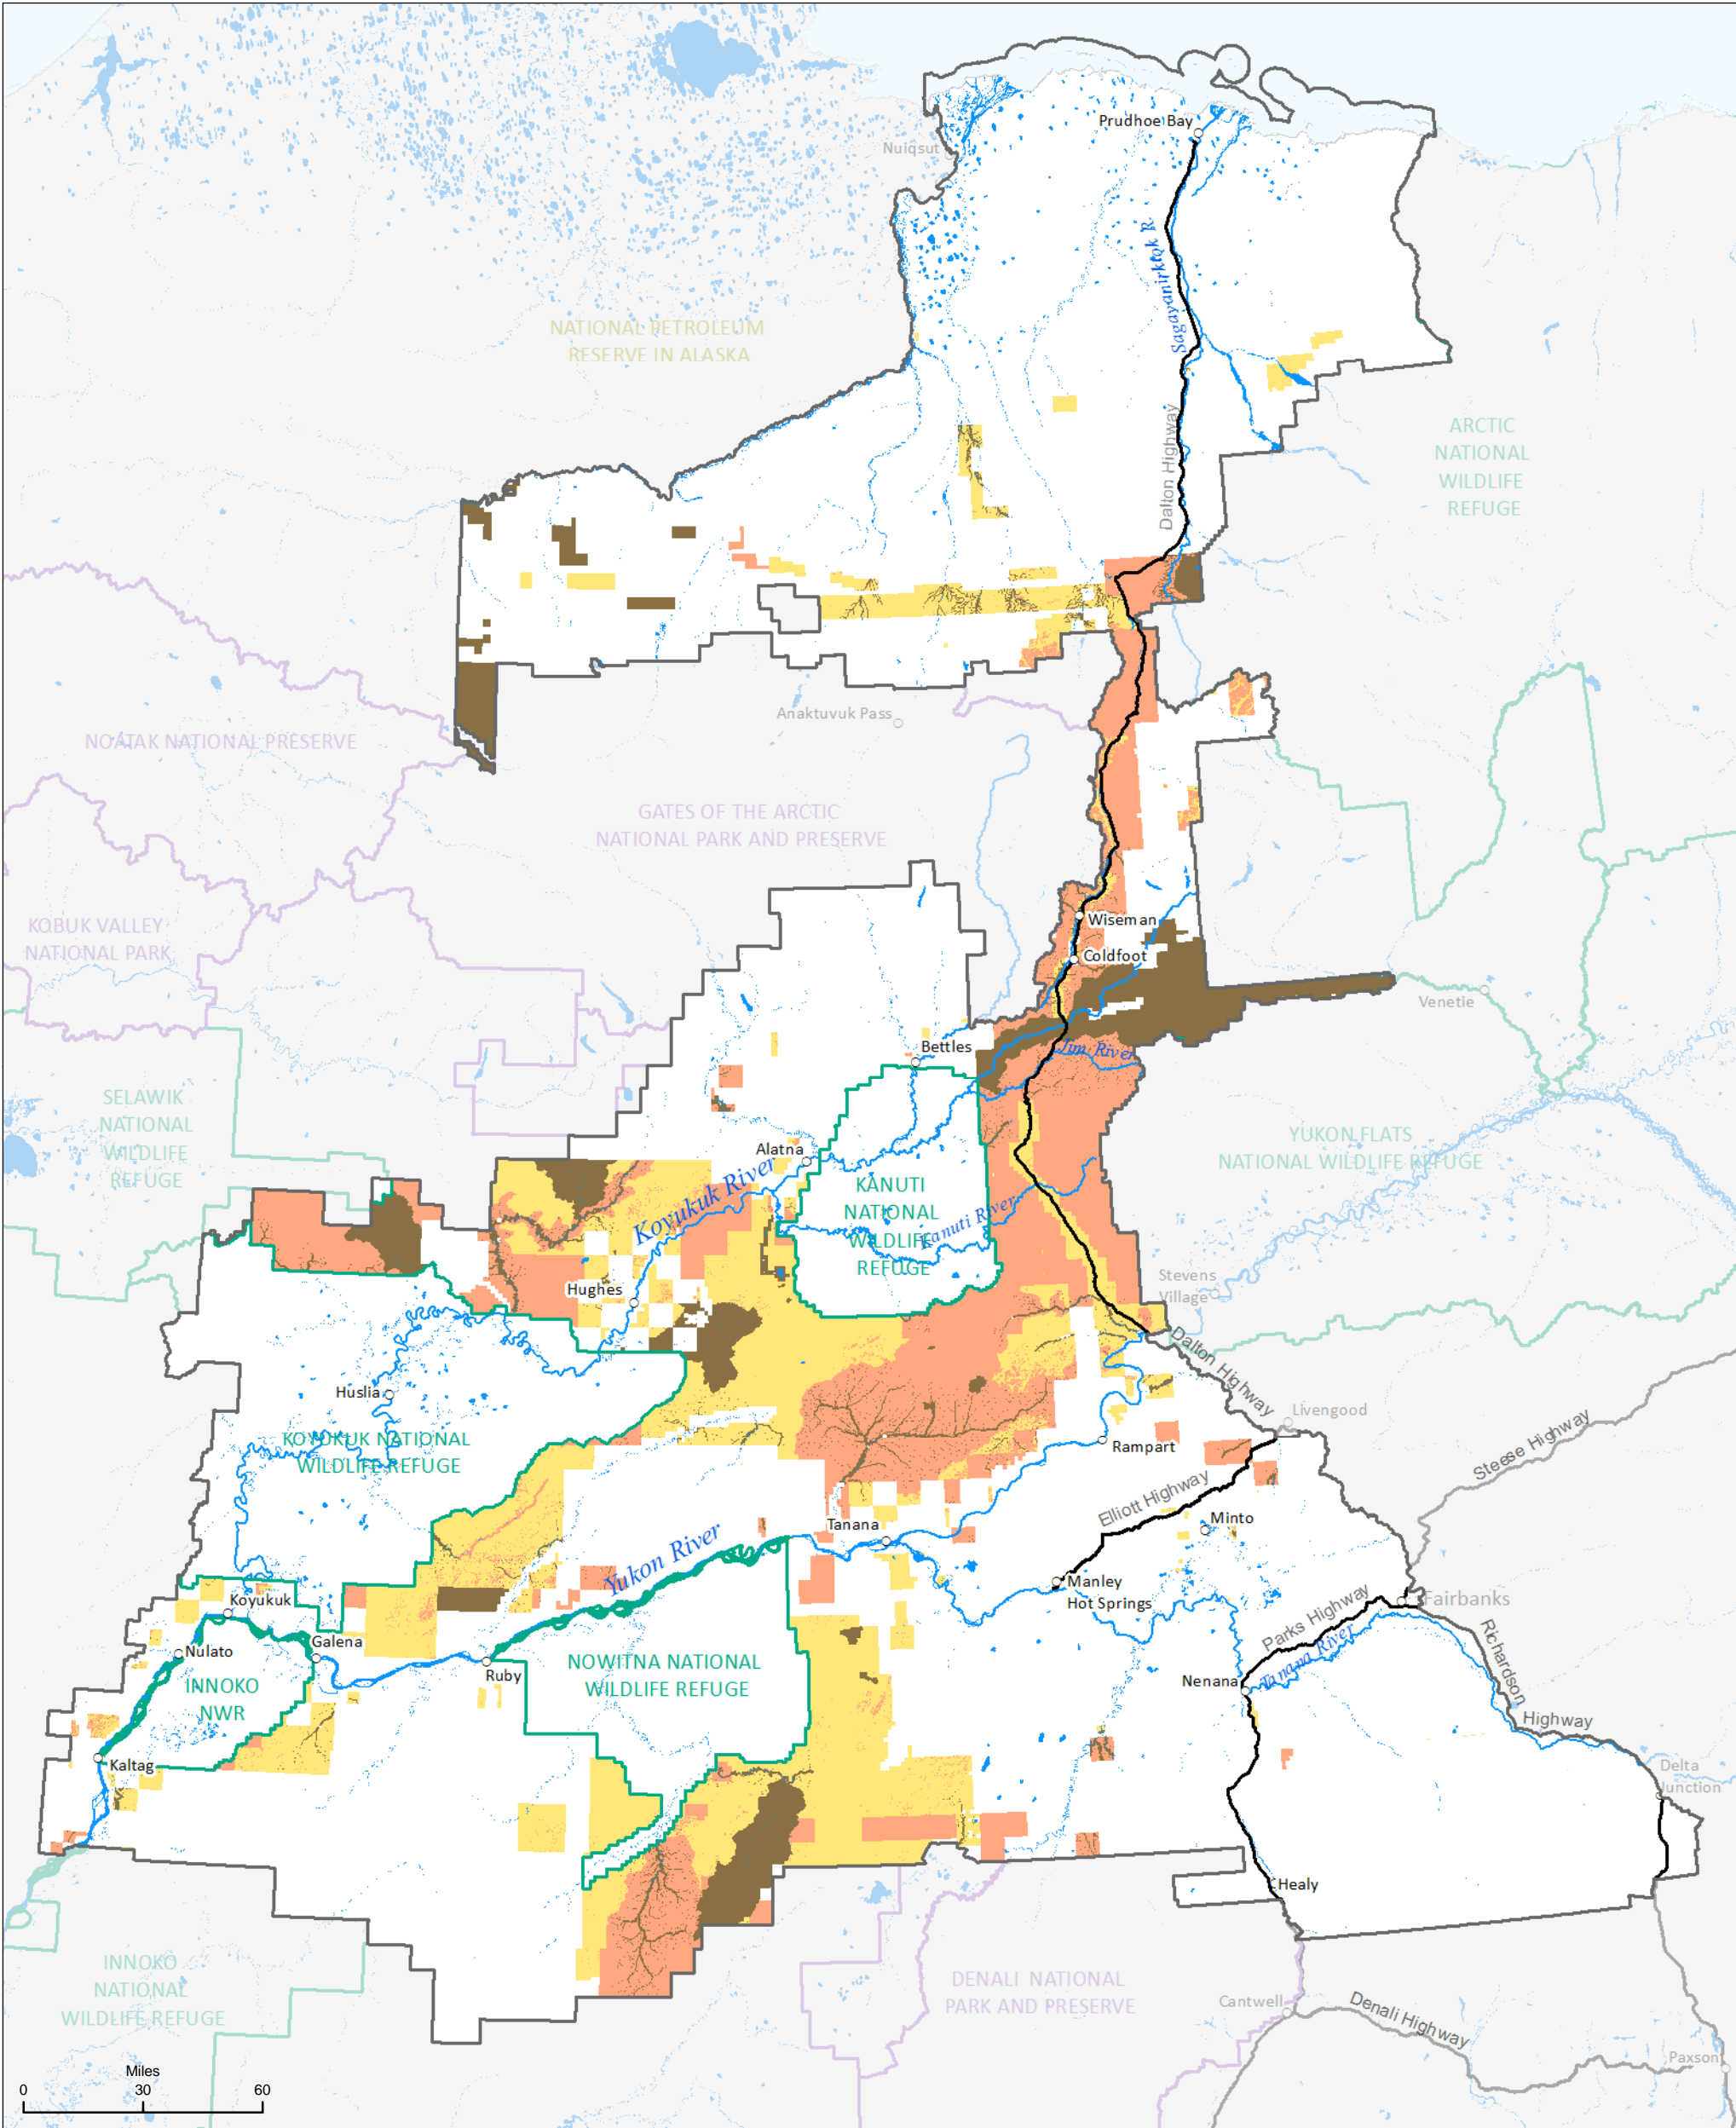 Prudhoe Bay
Nuiqsut
Sagavanirktok R.
NATIONAL PETROLEUM
RESERVE IN ALASKA
ARCTIC
NATIONAL
WILDLIFE
REFUGE
Dalton Highway
Anaktuvuk Pass
NOATAK NATIONAL PRESERVE
GATES OF THE ARCTIC
NATIONAL PARK AND PRESERVE
KOBUK VALLEY
NATIONAL PARK
Wiseman
Coldfoot
Venetie
Bettles
Jim River
SELAWIK
NATIONAL
WILDLIFE
REFUGE
YUKON FLATS
NATIONAL WILDLIFE REFUGE
Alatna
Koyukuk River
KANUTI
NATIONAL
WILDLIFE
REFUGE
Kanuti River
Hughes
Stevens
Village
Dalton Highway
Huslia
Livengood
KOYUKUK NATIONAL
WILDLIFE REFUGE
Rampart
Steese Highway
Elliott Highway
Tanana
Minto
Yukon River
Manley
Hot Springs
Koyukuk
Fairbanks
Parks Highway
Tanana River
Nulato
Galena
Ruby
NOWITNA NATIONAL
WILDLIFE REFUGE
INNOKO
NWR
Nenana
Richardson
Highway
Kaltag
Delta
Junction
Healy
INNOKO
NATIONAL
WILDLIFE REFUGE
DENALI NATIONAL
PARK AND PRESERVE
Cantwell
Denali Highway
Paxson
Miles
0 30 60